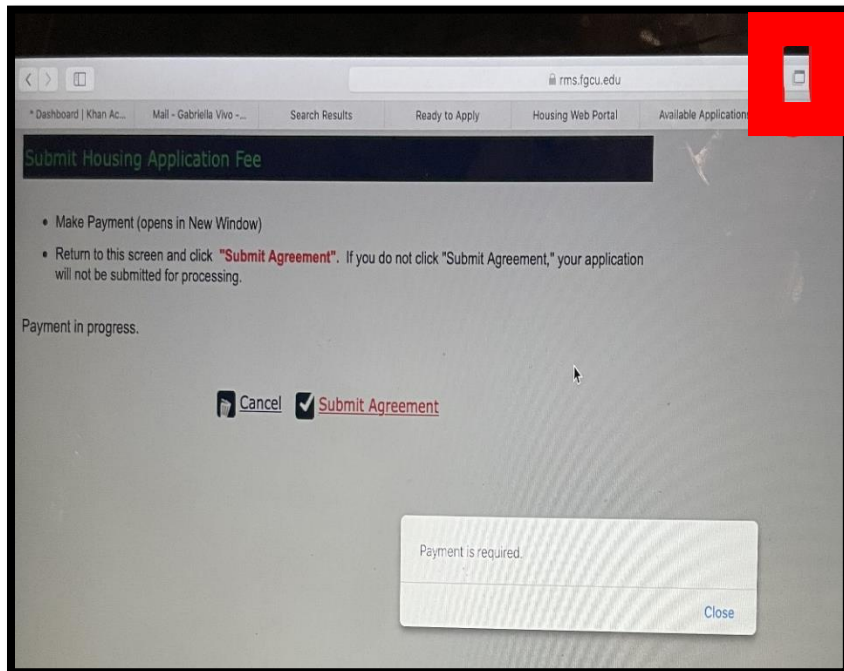 rms.fgcu.edu
* Dashboard | Khan Ac...
Mail - Gabriella Vivo -...
Search Results
Ready to Apply
Housing Web Portal
Available Applications
Submit Housing Application Fee
• Make Payment (opens in New Window)
• Return to this screen and click "Submit Agreement". If you do not click "Submit Agreement," your application
will not be submitted for processing.
Payment in progress.
Cancel Submit Agreement
Payment is required.
Close